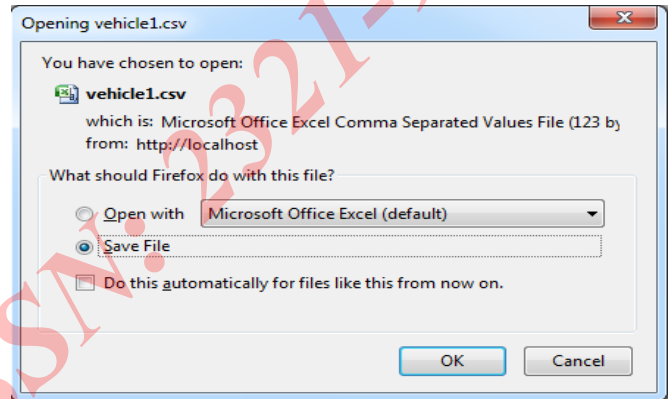 Opening vehicle1.csv
You have chosen to open:
vehicle1.csv
which is: Microsoft Office Excel Comma Separated Values File (123 by
from: http://localhost
What should Firefox do with this file?
Open with Microsoft Office Excel (default)
Save File
Do this automatically for files like this from now on.
OK Cancel
SSN: 2321-